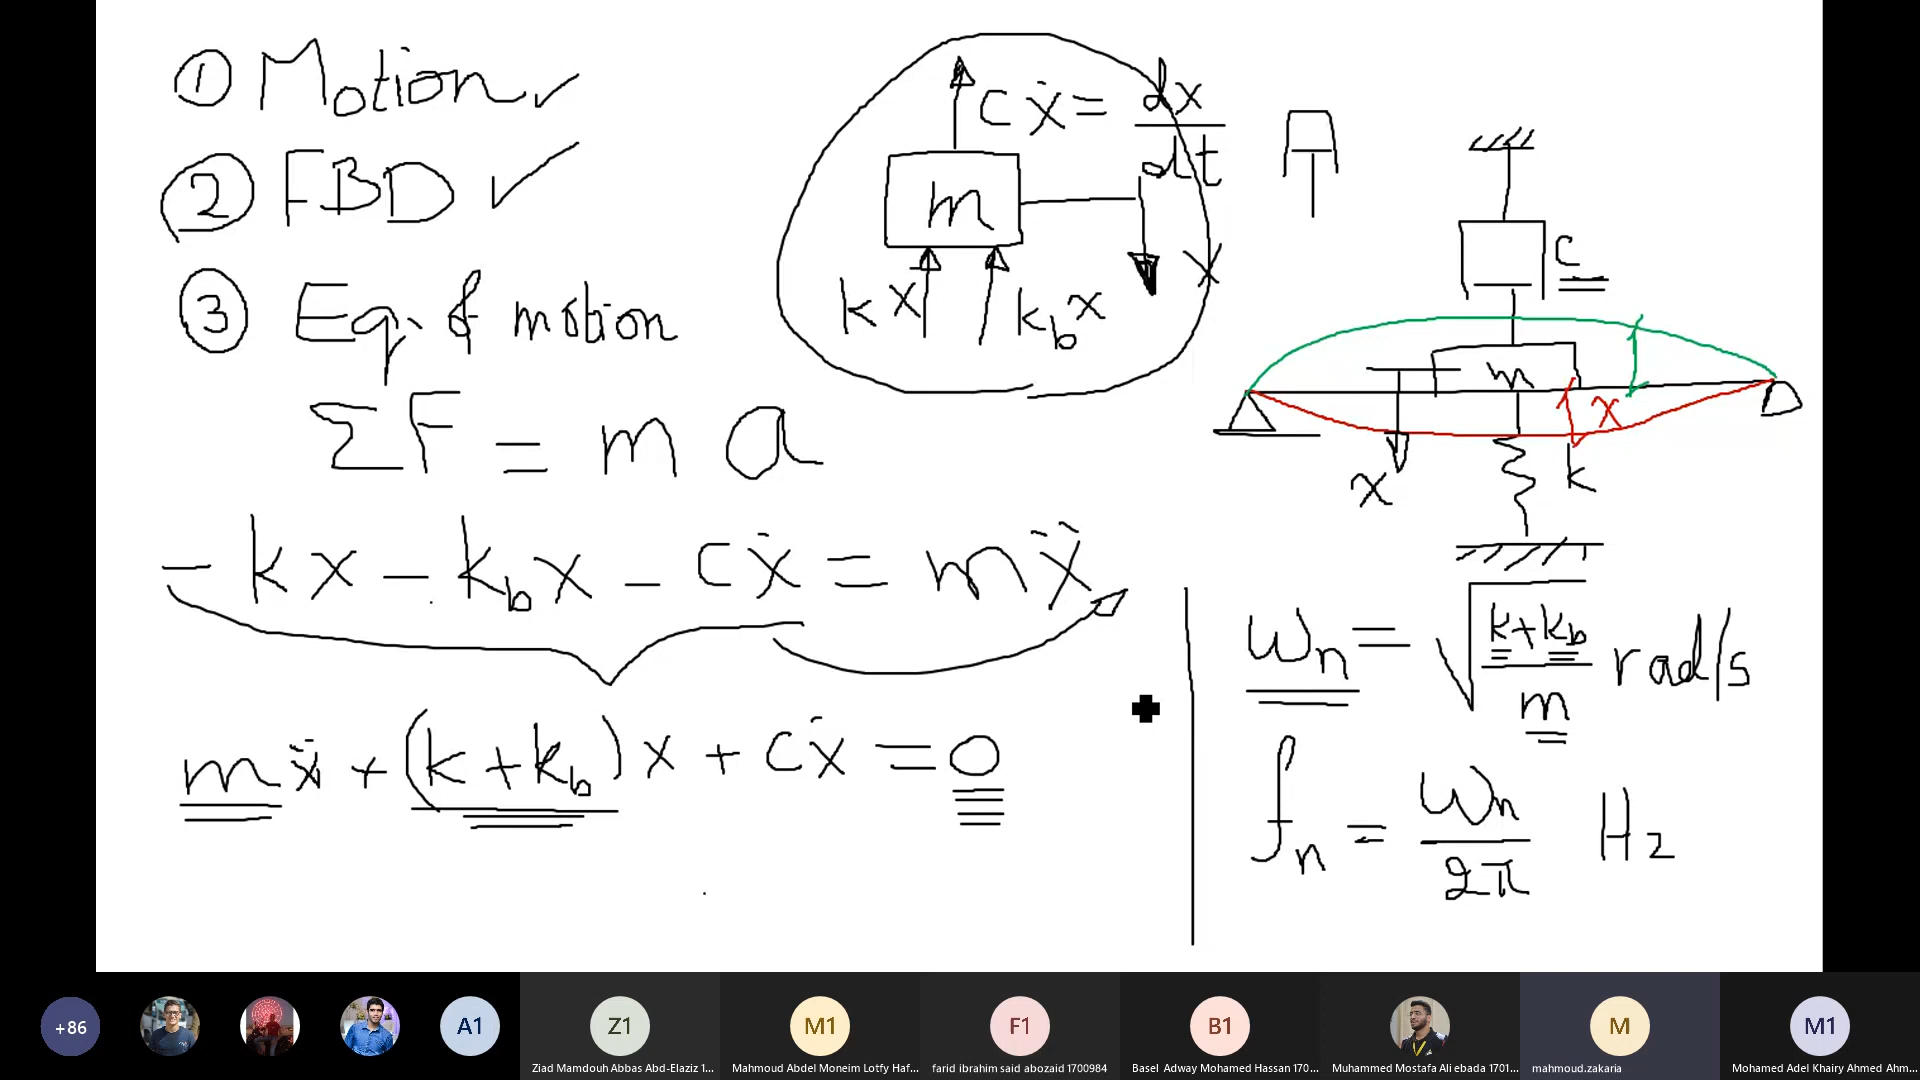 ① Motion ✓
② FBD ✓
③ Eq. of motion
ΣF = m a
- kx - k_b x - cẋ = mẍ
mẍ + (k + k_b)x + cẋ = 0
cẋ = dx/dt
m
kx
k_b x
x
c
m
x
x
k
ω_n = √((k+k_b)/m) rad/s
f_n = ω_n/2π Hz
+86
A1
Z1
Ziad Mamdouh Abbas Abd-Elaziz 1...
M1
Mahmoud Abdel Moneim Lotfy Haf...
F1
farid ibrahim said abozaid 1700984
B1
Basel Adway Mohamed Hassan 170...
Muhammed Mostafa Ali ebada 1701...
M
mahmoud.zakaria
M1
Mohamed Adel Khairy Ahmed Ahm...